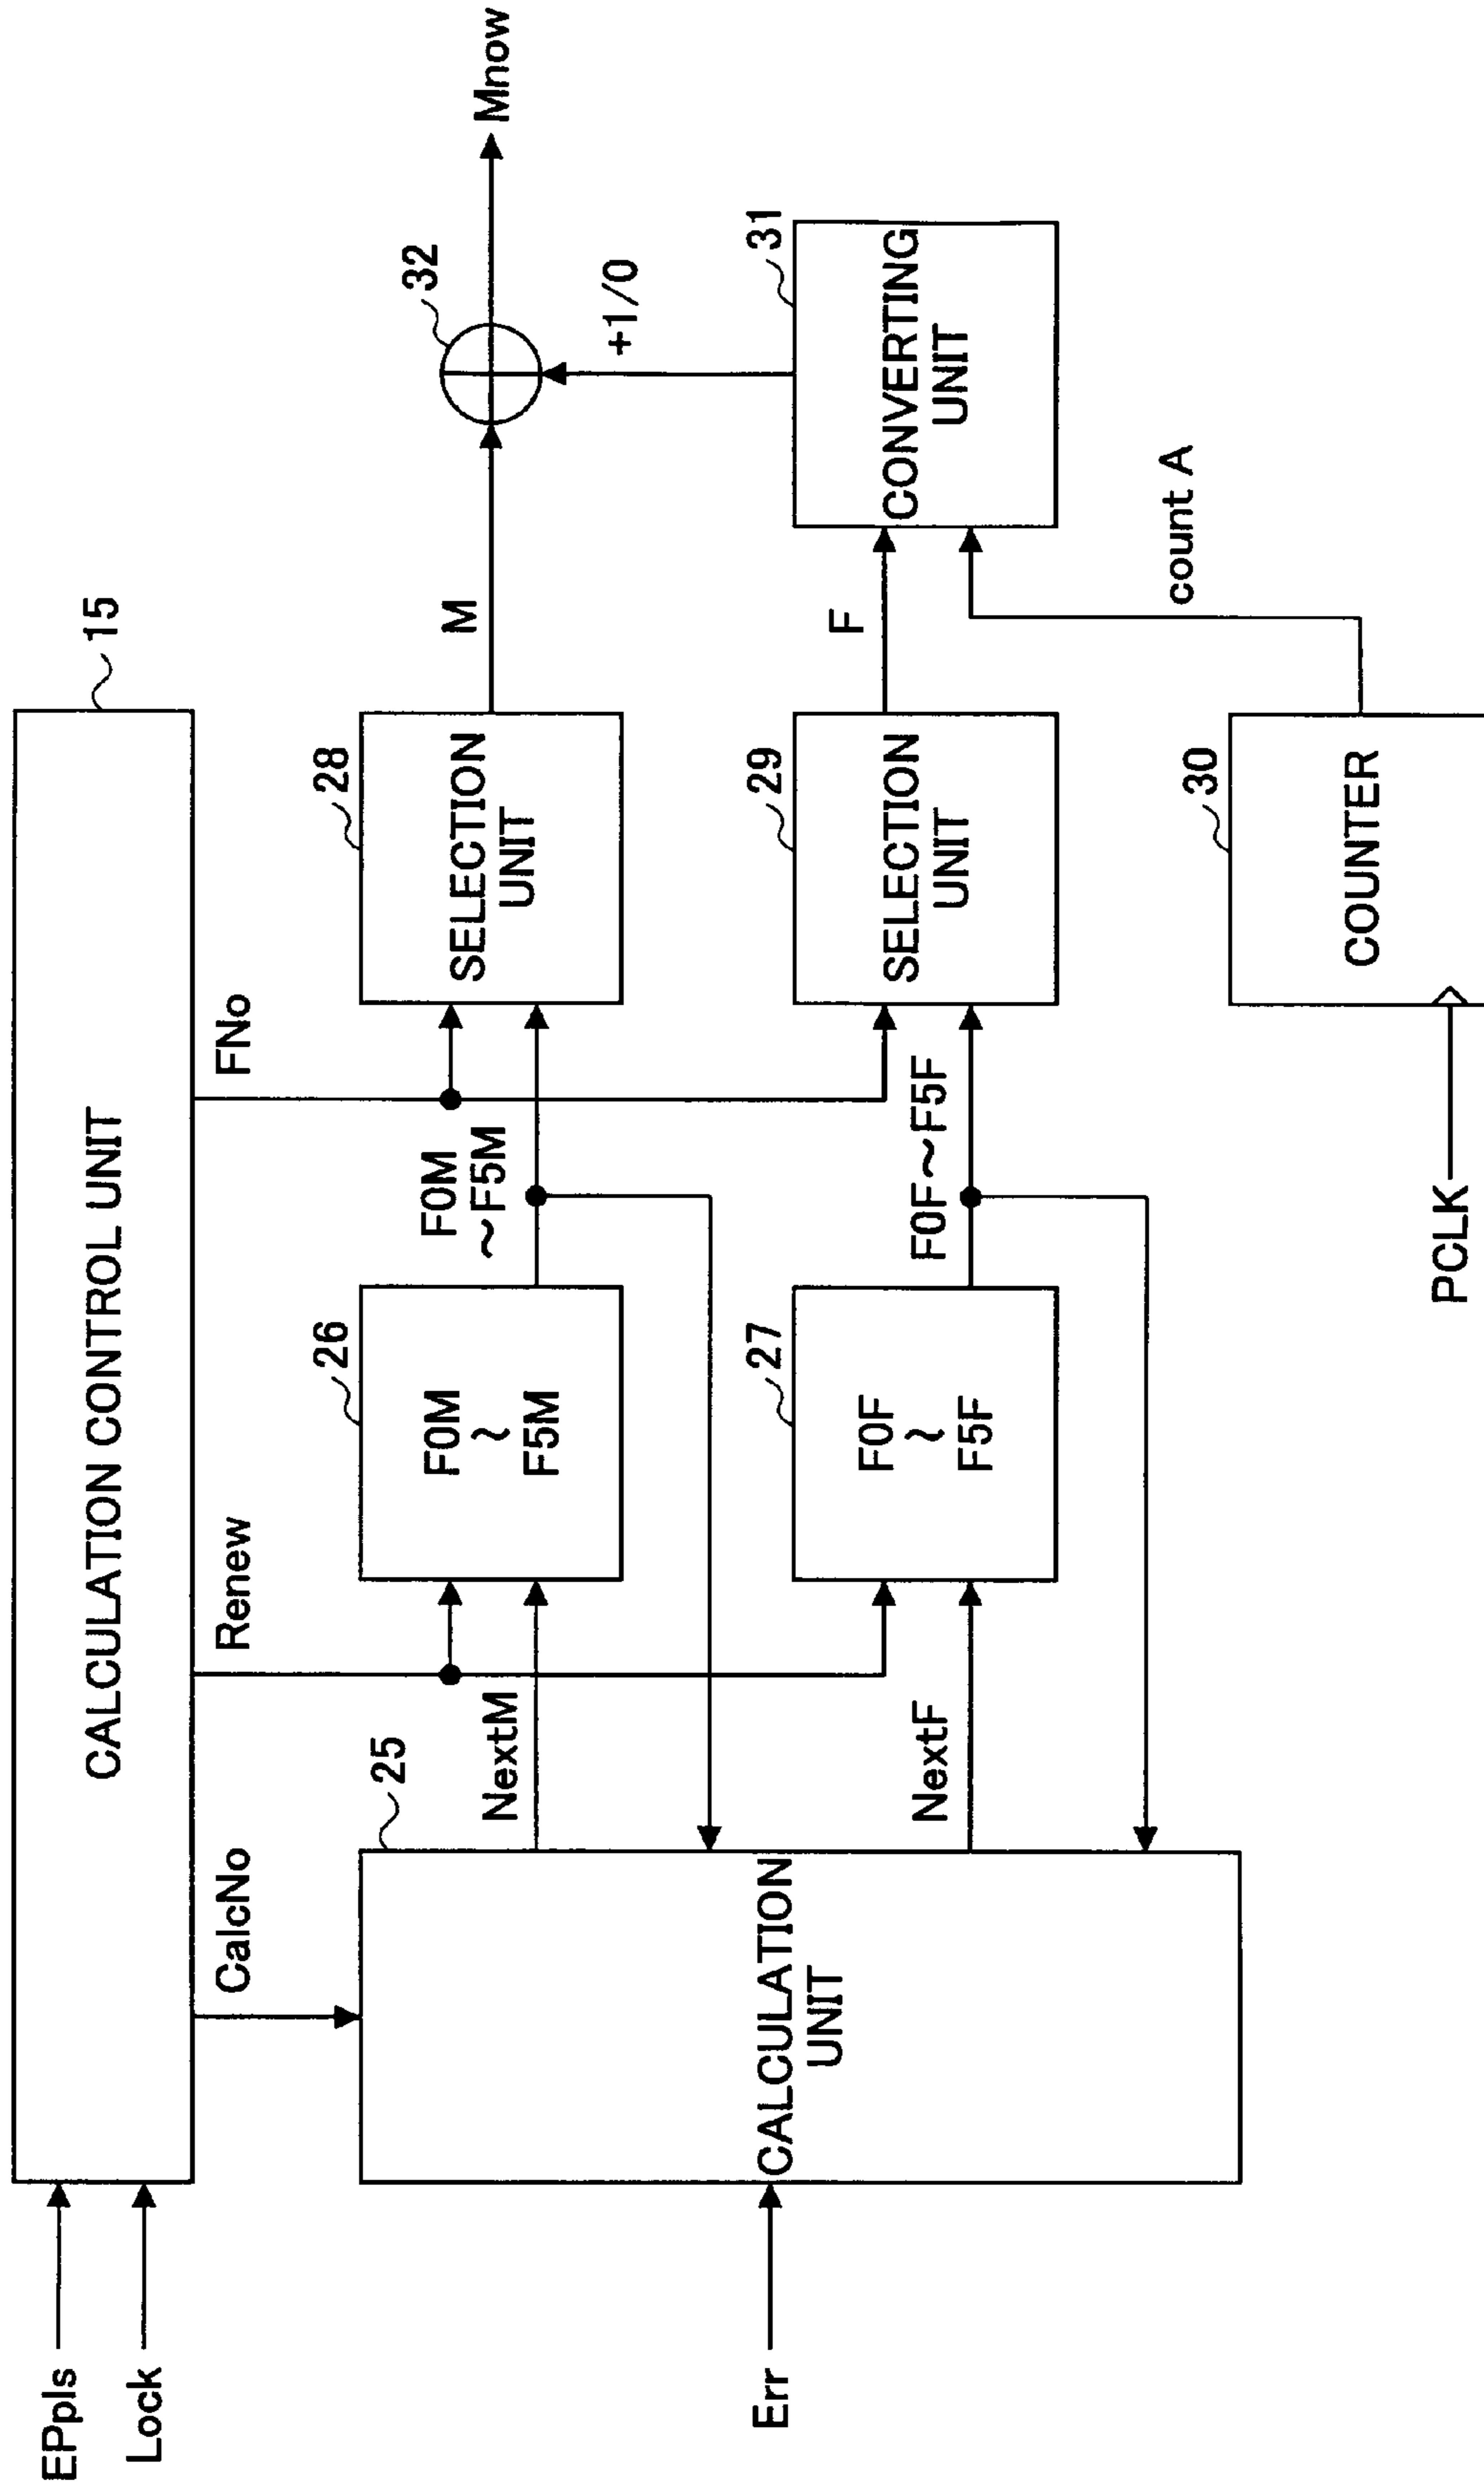 EPpls
Lock
CALCULATION CONTROL UNIT
15
CalcNo
Renew
FNo
25
CALCULATION
UNIT
Err
NextM
NextF
26
F0M
~
F5M
27
F0F
~
F5F
F0M
~F5M
F0F~F5F
28
SELECTION
UNIT
29
SELECTION
UNIT
30
COUNTER
PCLK
M
F
count A
31
CONVERTING
UNIT
+1/0
32
Mnow